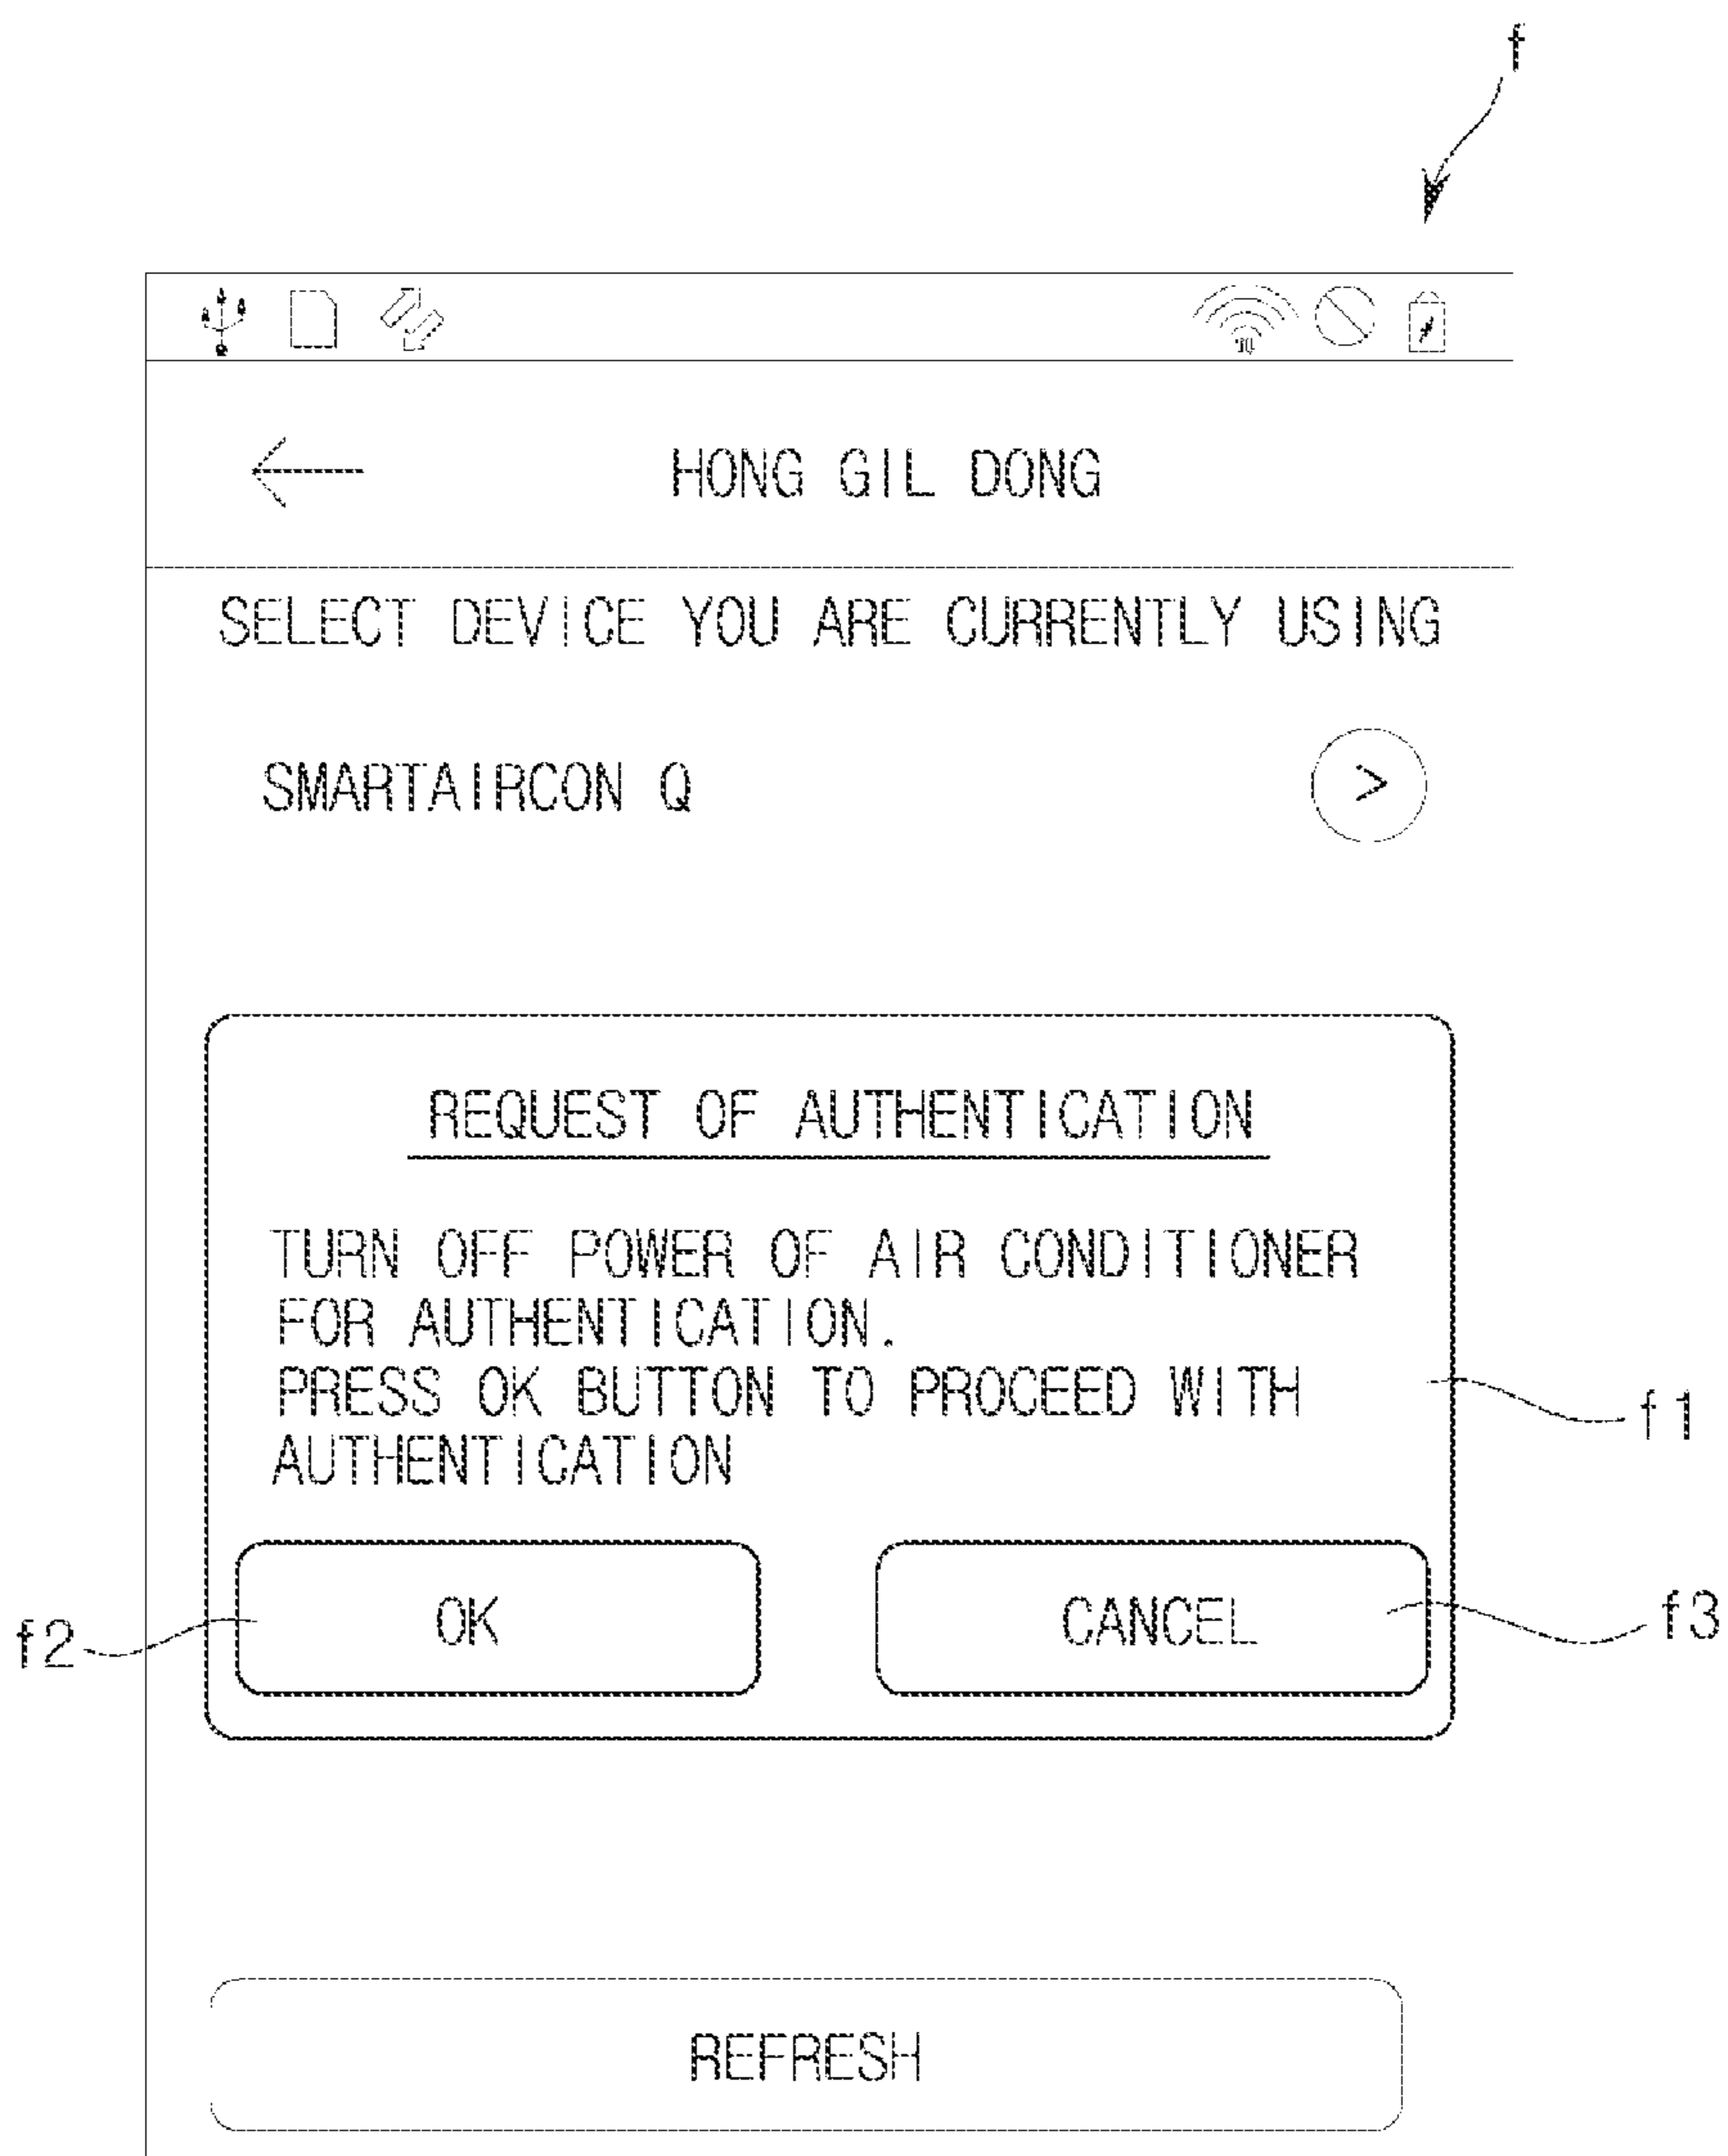 f
HONG GIL DONG
SELECT DEVICE YOU ARE CURRENTLY USING
SMARTAIRCON Q
>
REQUEST OF AUTHENTICATION
TURN OFF POWER OF AIR CONDITIONER
FOR AUTHENTICATION.
PRESS OK BUTTON TO PROCEED WITH
AUTHENTICATION
f1
f2
OK
CANCEL
f3
REFRESH